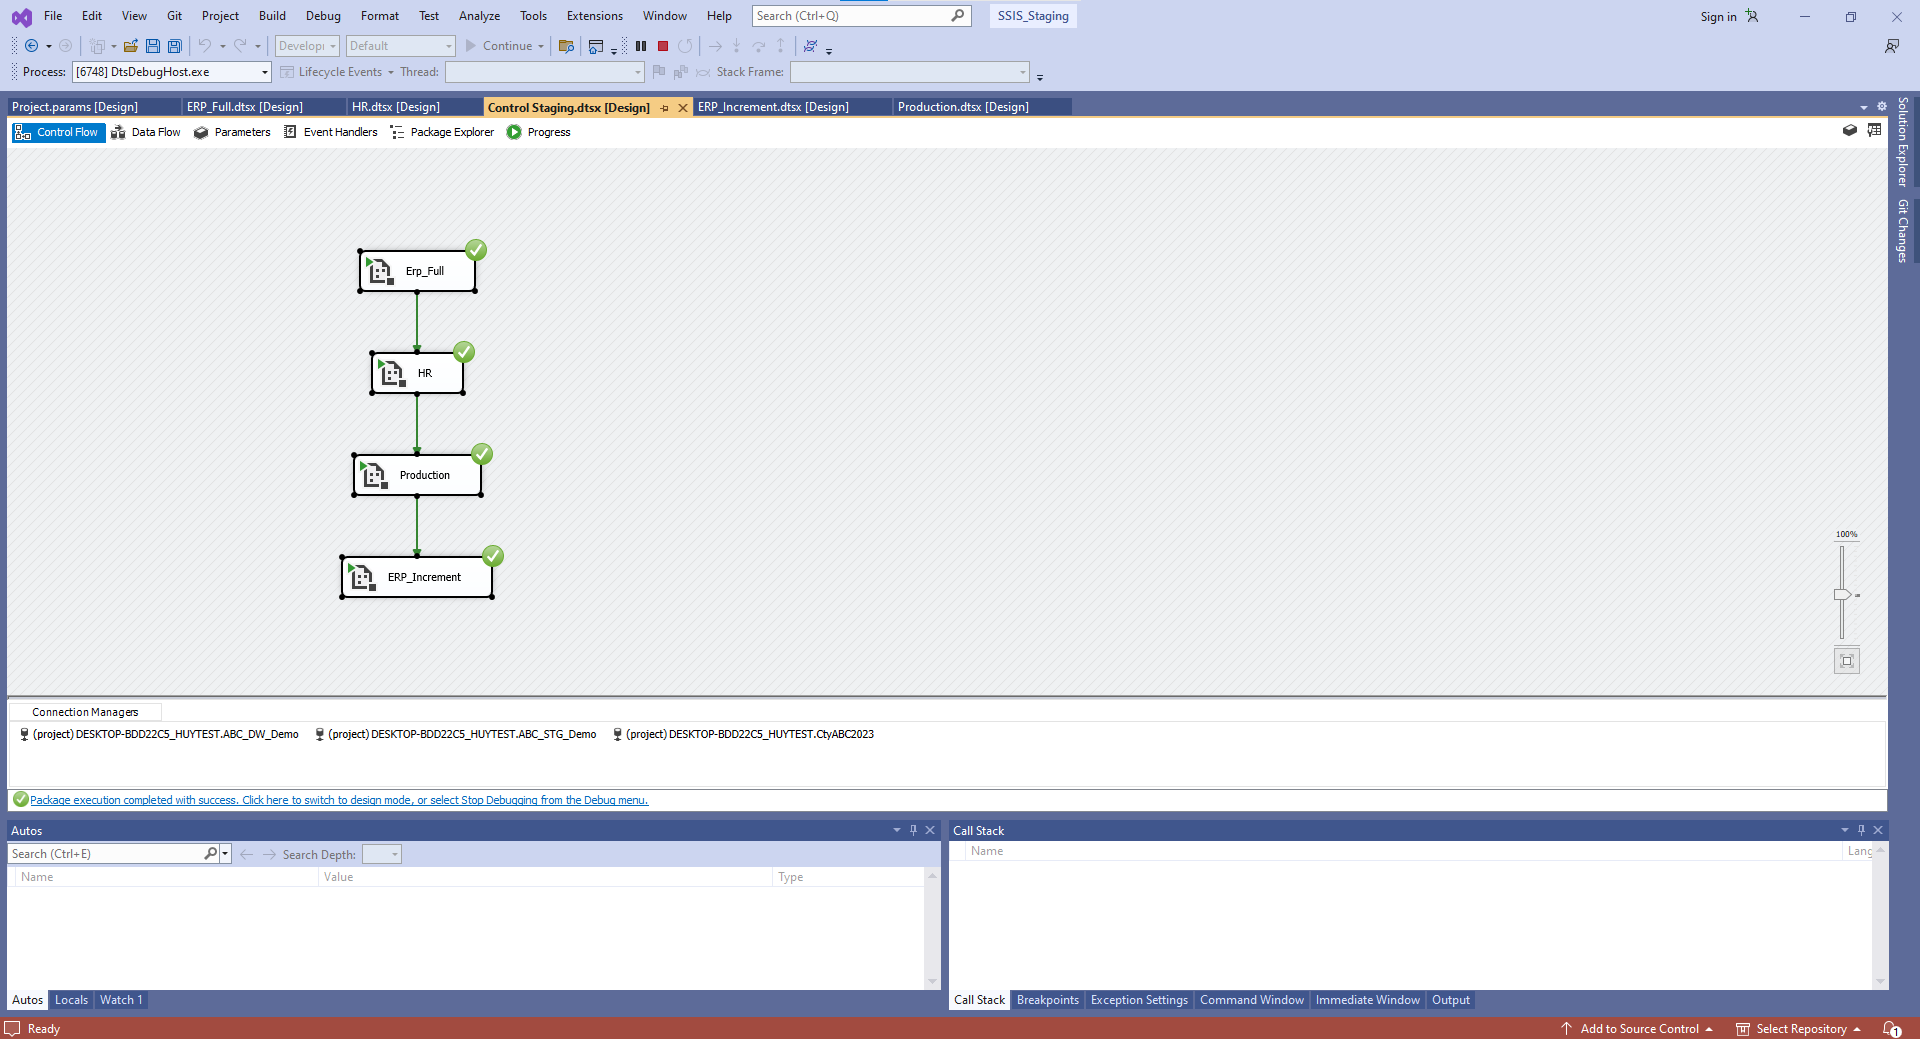 File Edit View Git Project Build Debug Format Test Analyze Tools Extensions Window Help Search (Ctrl+Q) SSIS_Staging Sign in
Develop Default Continue
Process: [6748] DtsDebugHost.exe Lifecycle Events Thread: Stack Frame:
Project.params [Design] ERP_Full.dtsx [Design] HR.dtsx [Design] Control Staging.dtsx [Design] ERP_Increment.dtsx [Design] Production.dtsx [Design]
Control Flow Data Flow Parameters Event Handlers Package Explorer Progress
Solution Explorer
Git Changes
Erp_Full
HR
Production
ERP_Increment
100%
Connection Managers
(project) DESKTOP-BDD22C5_HUYTEST.ABC_DW_Demo (project) DESKTOP-BDD22C5_HUYTEST.ABC_STG_Demo (project) DESKTOP-BDD22C5_HUYTEST.CtyABC2023
Package execution completed with success. Click here to switch to design mode, or select Stop Debugging from the Debug menu.
Autos
Search (Ctrl+E) Search Depth:
Name Value Type
Autos Locals Watch 1
Call Stack
Name Lang
Call Stack Breakpoints Exception Settings Command Window Immediate Window Output
Ready Add to Source Control Select Repository 1